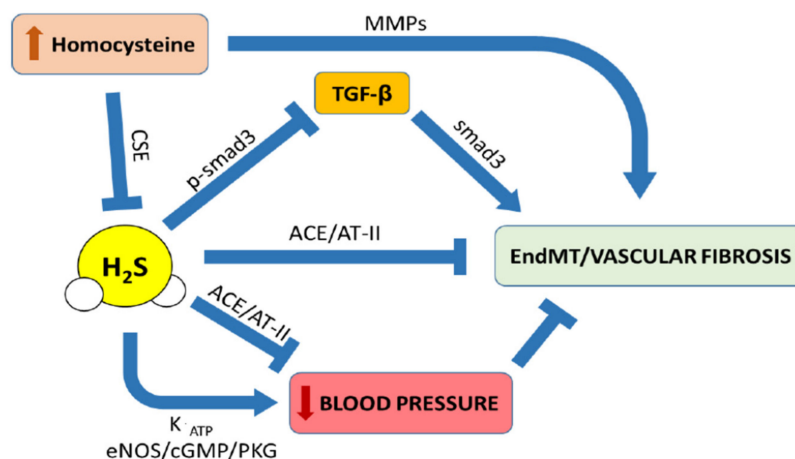 MMPs
Homocysteine
TGF-β
CSE
p-smad3
smad3
ACE/AT-II
H₂S
EndMT/VASCULAR FIBROSIS
ACE/AT-II
BLOOD PRESSURE
K ATP
eNOS/cGMP/PKG